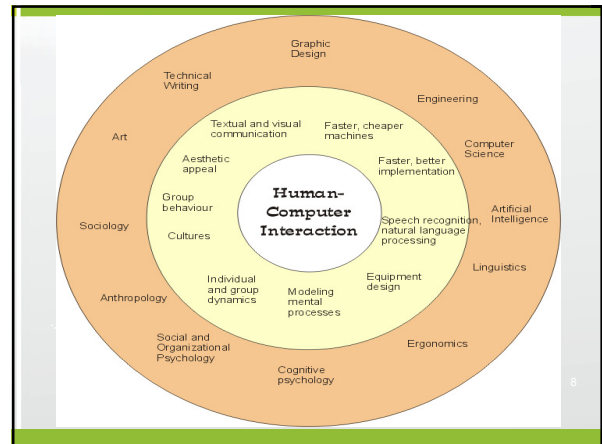 Graphic
Design
Technical
Writing
Engineering
Art
Computer
Science
Artificial
Intelligence
Sociology
Linguistics
Anthropology
Social and
Organizational
Psychology
Ergonomics
Cognitive
psychology
Textual and visual
communication
Faster, cheaper
machines
Aesthetic
appeal
Faster, better
implementation
Group
behaviour
Cultures
Speech recognition,
natural language
processing
Individual
and group
dynamics
Modeling
mental
processes
Equipment
design
Human-
Computer
Interaction
8